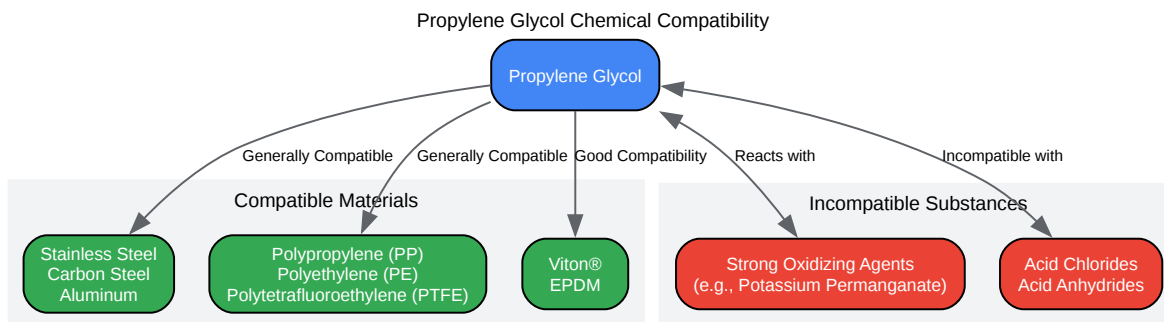 Propylene Glycol Chemical Compatibility
Propylene Glycol
Generally Compatible
Generally Compatible
Good Compatibility
Reacts with
Incompatible with
Compatible Materials
Incompatible Substances
Stainless Steel
Carbon Steel
Aluminum
Polypropylene (PP)
Polyethylene (PE)
Polytetrafluoroethylene (PTFE)
Viton®
EPDM
Strong Oxidizing Agents
(e.g., Potassium Permanganate)
Acid Chlorides
Acid Anhydrides